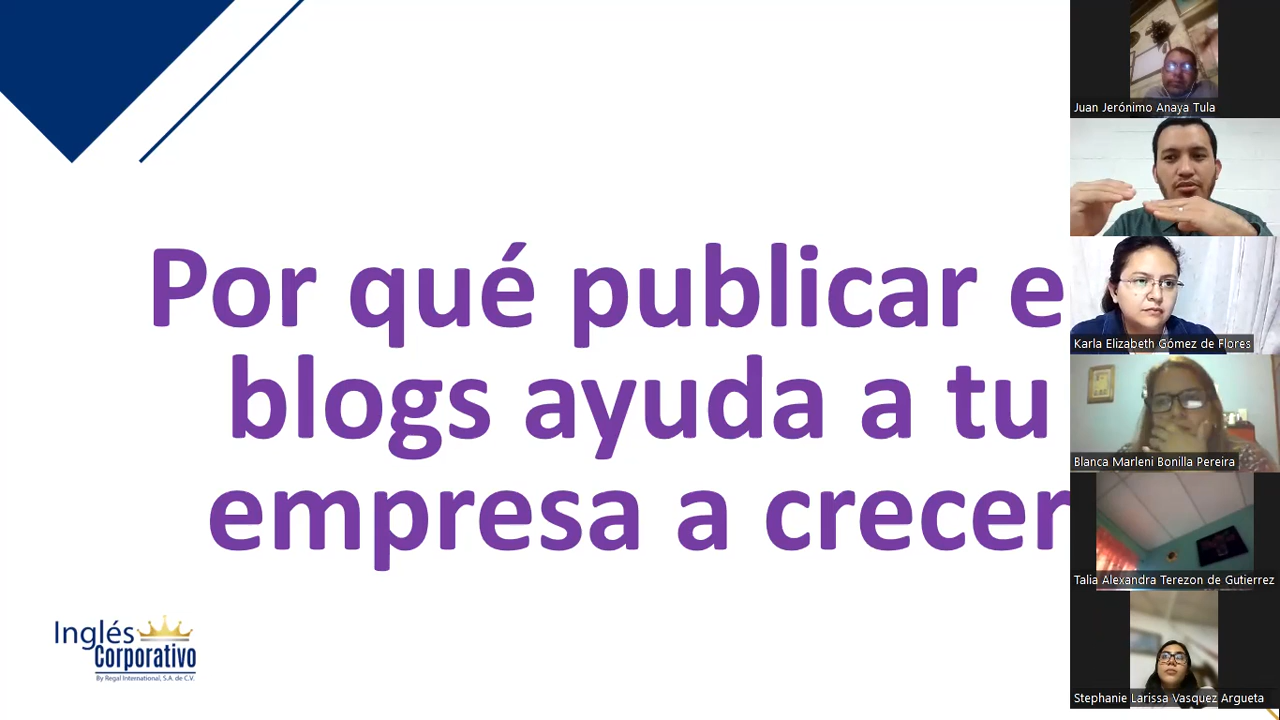 Por qué publicar e
blogs ayuda a tu
empresa a crecer
Inglés
Corporativo
By Regal International, S.A. de C.V.
Juan Jerónimo Anaya Tula
Karla Elizabeth Gómez de Flores
Blanca Marleni Bonilla Pereira
Talia Alexandra Terezon de Gutierrez
Stephanie Larissa Vasquez Argueta